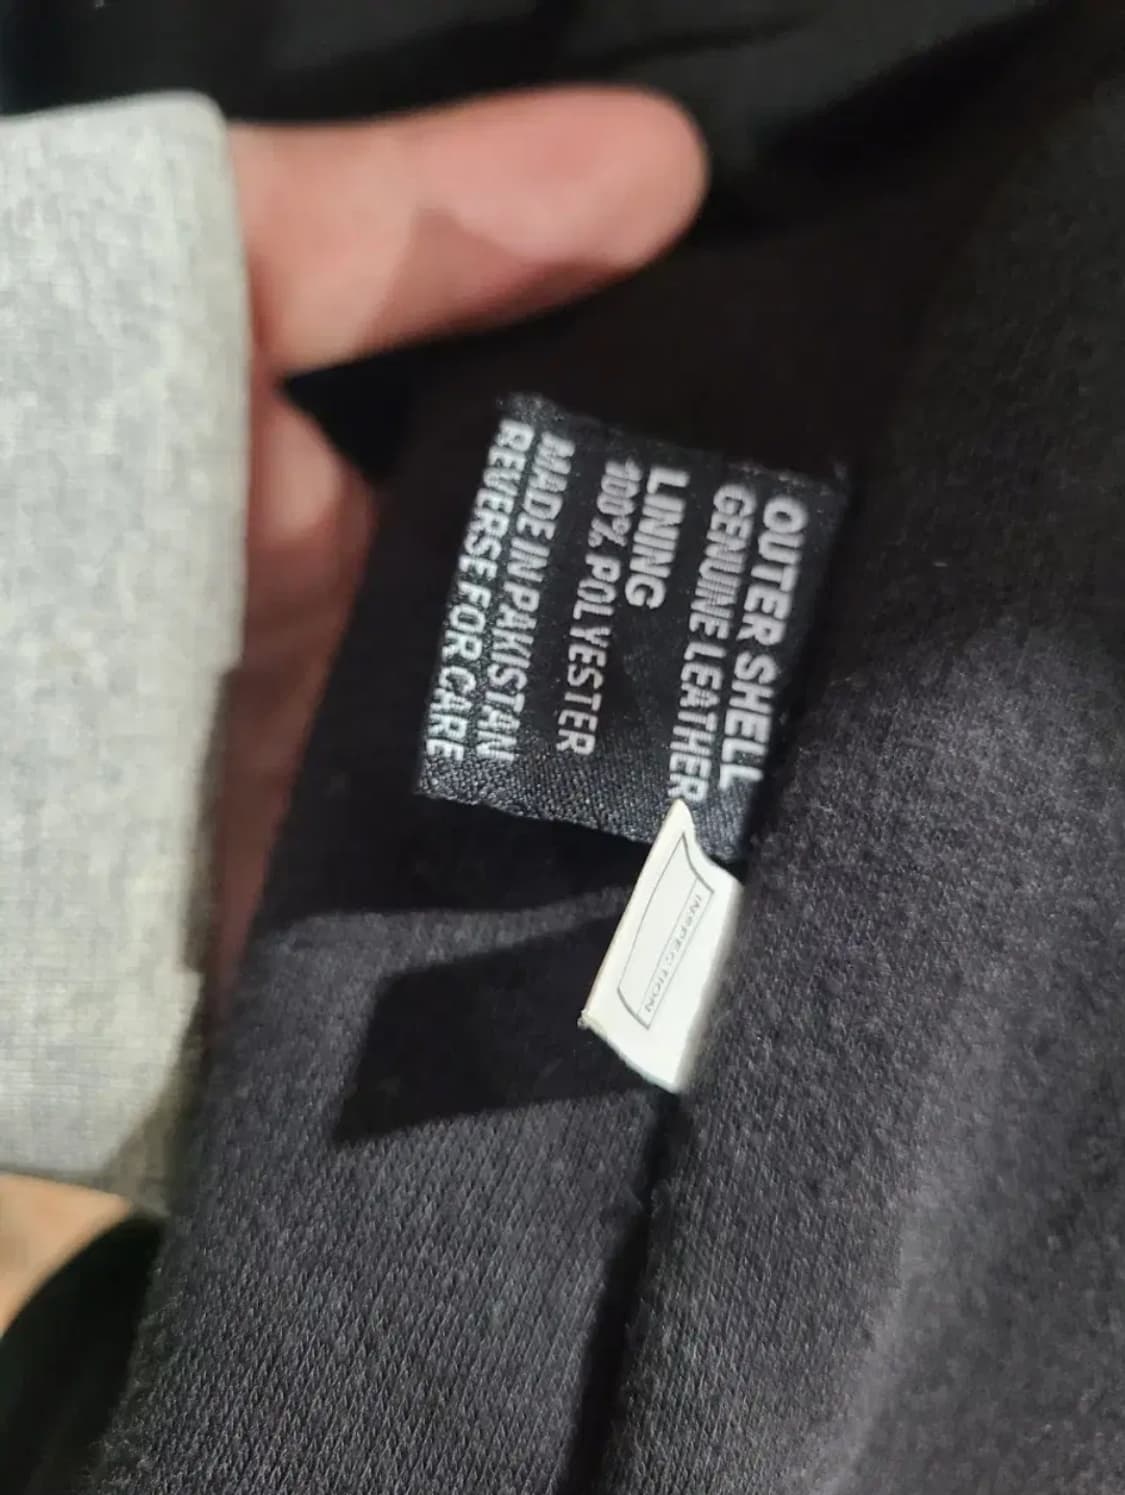 OUTER SHELL
GENUINE LEATHER
LINING
100% POLYESTER
MADE IN PAKISTAN
REVERSE FOR CARE
INSPECTION